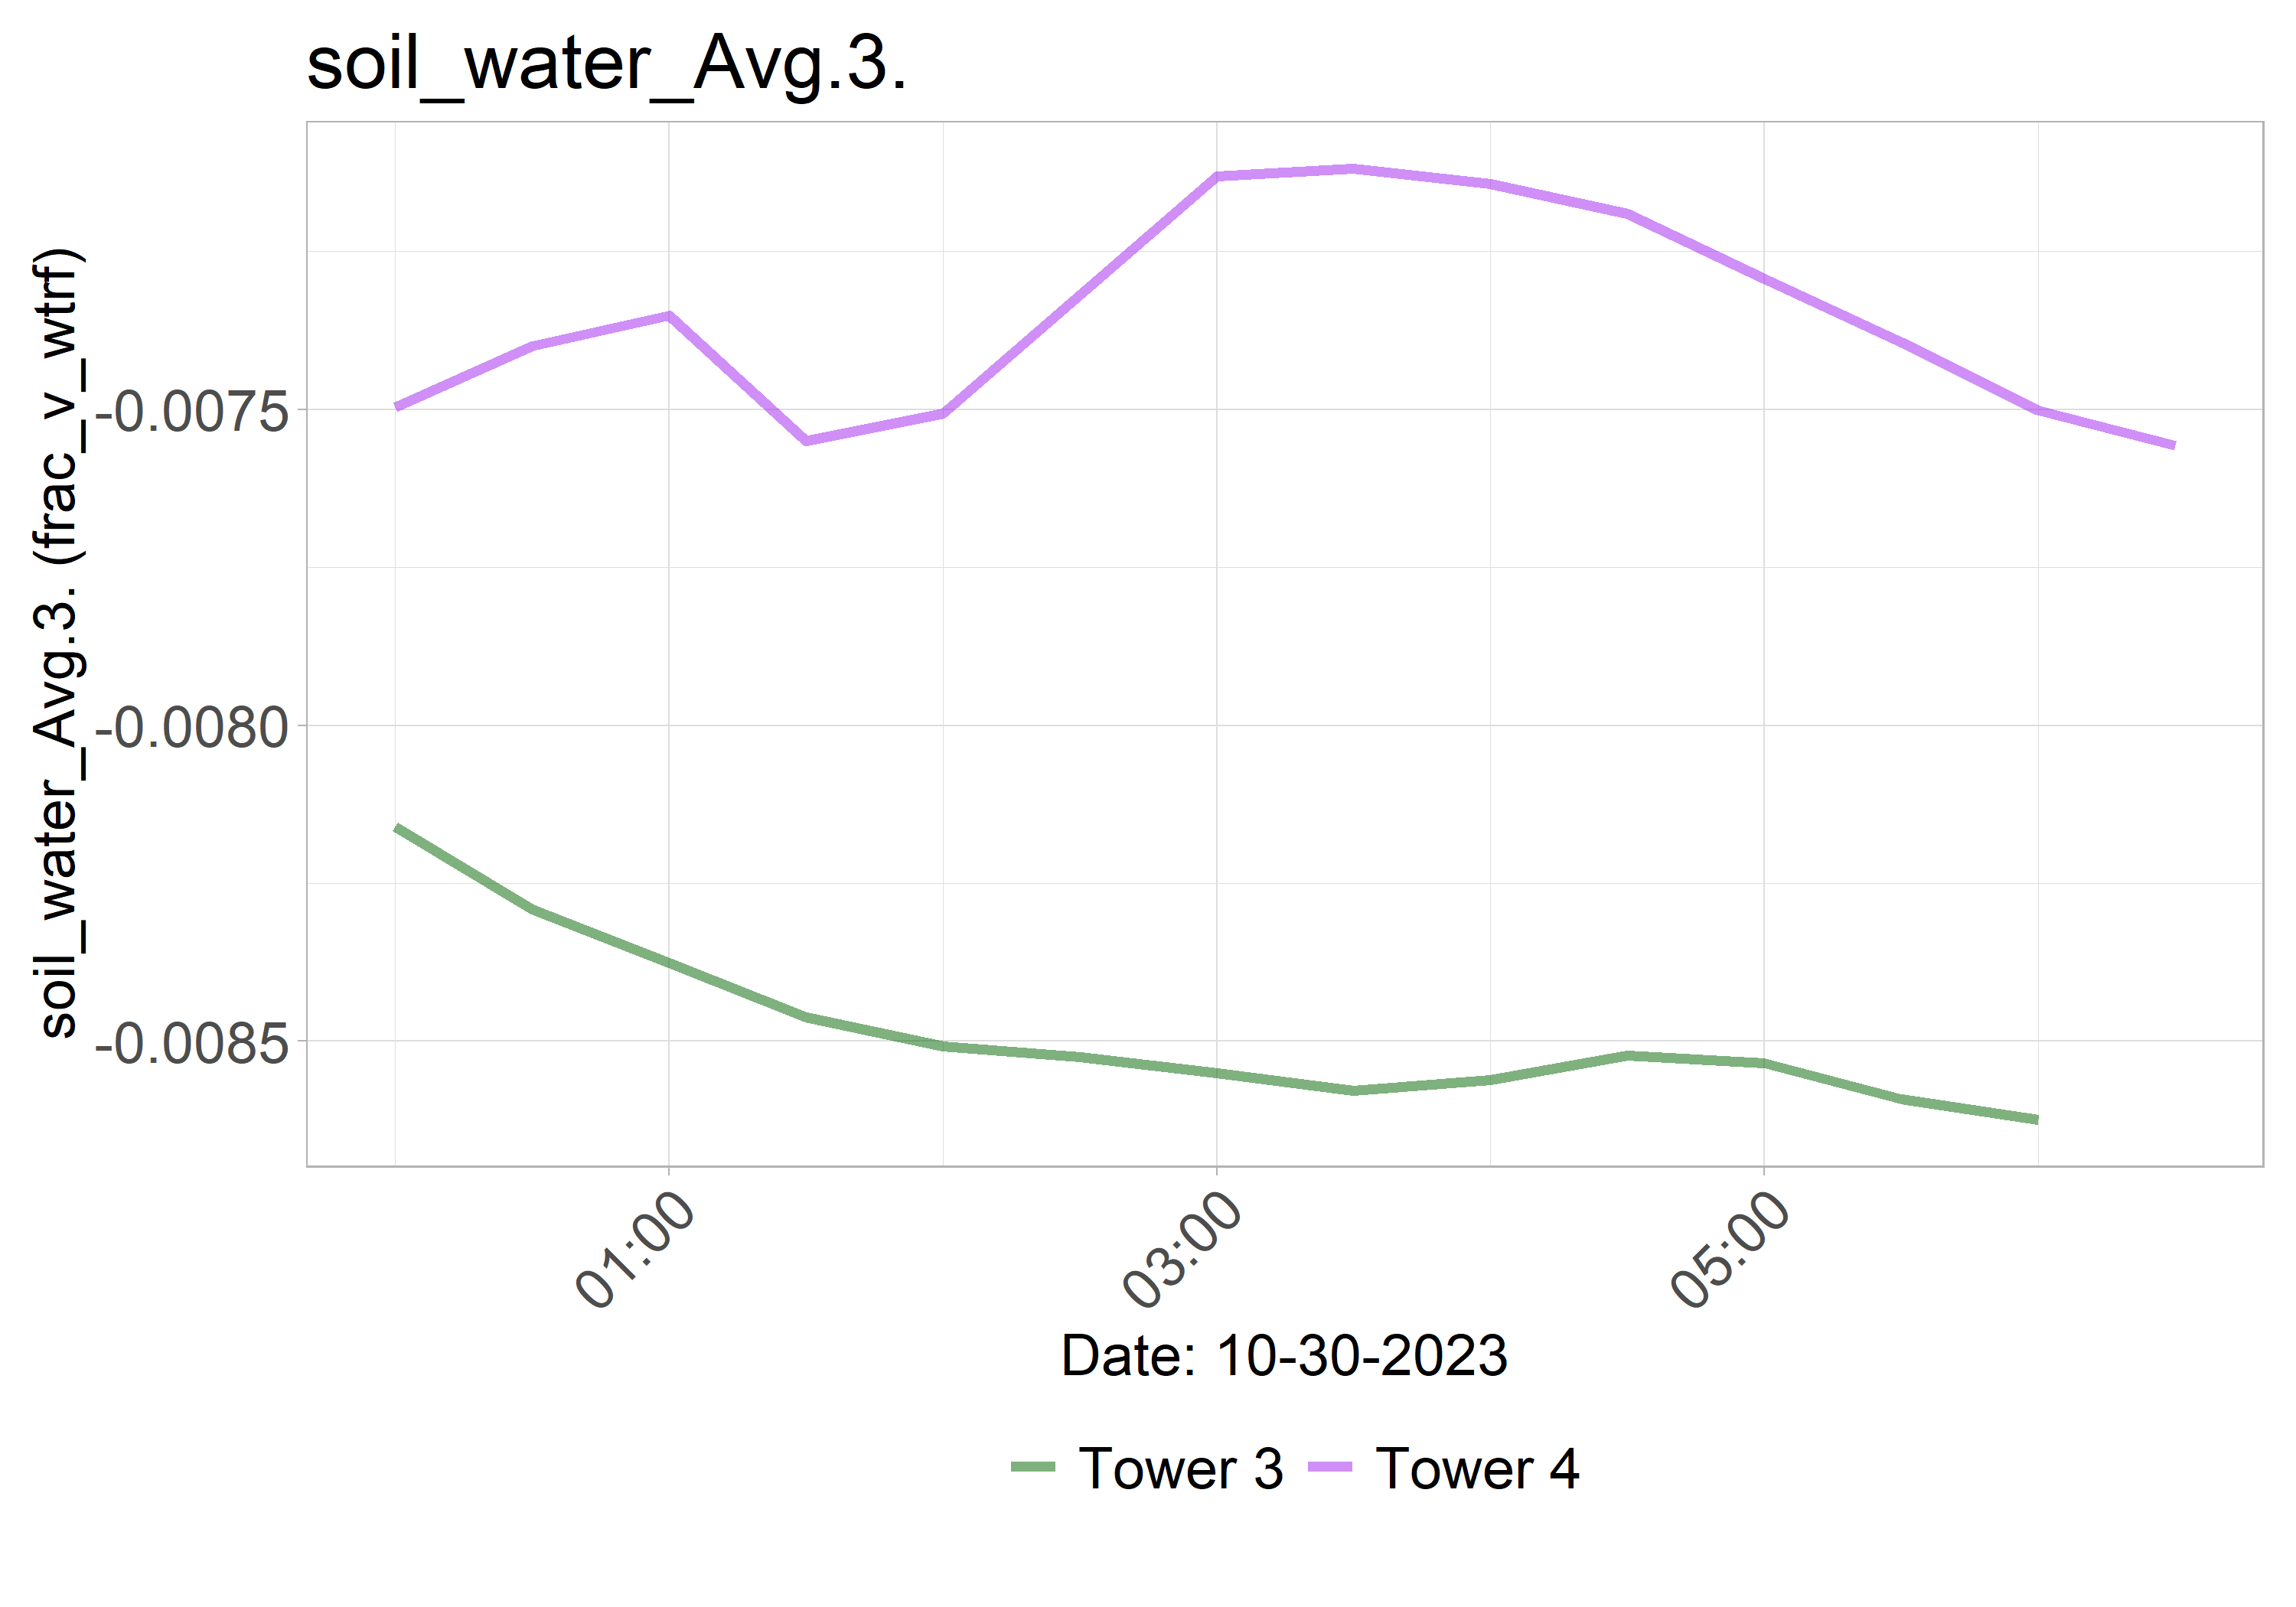 soil_water_Avg.3.
soil_water_Avg.3. (frac_v_wtrf)
-0.0075
-0.0080
-0.0085
01:00
03:00
05:00
Date: 10-30-2023
Tower 3
Tower 4